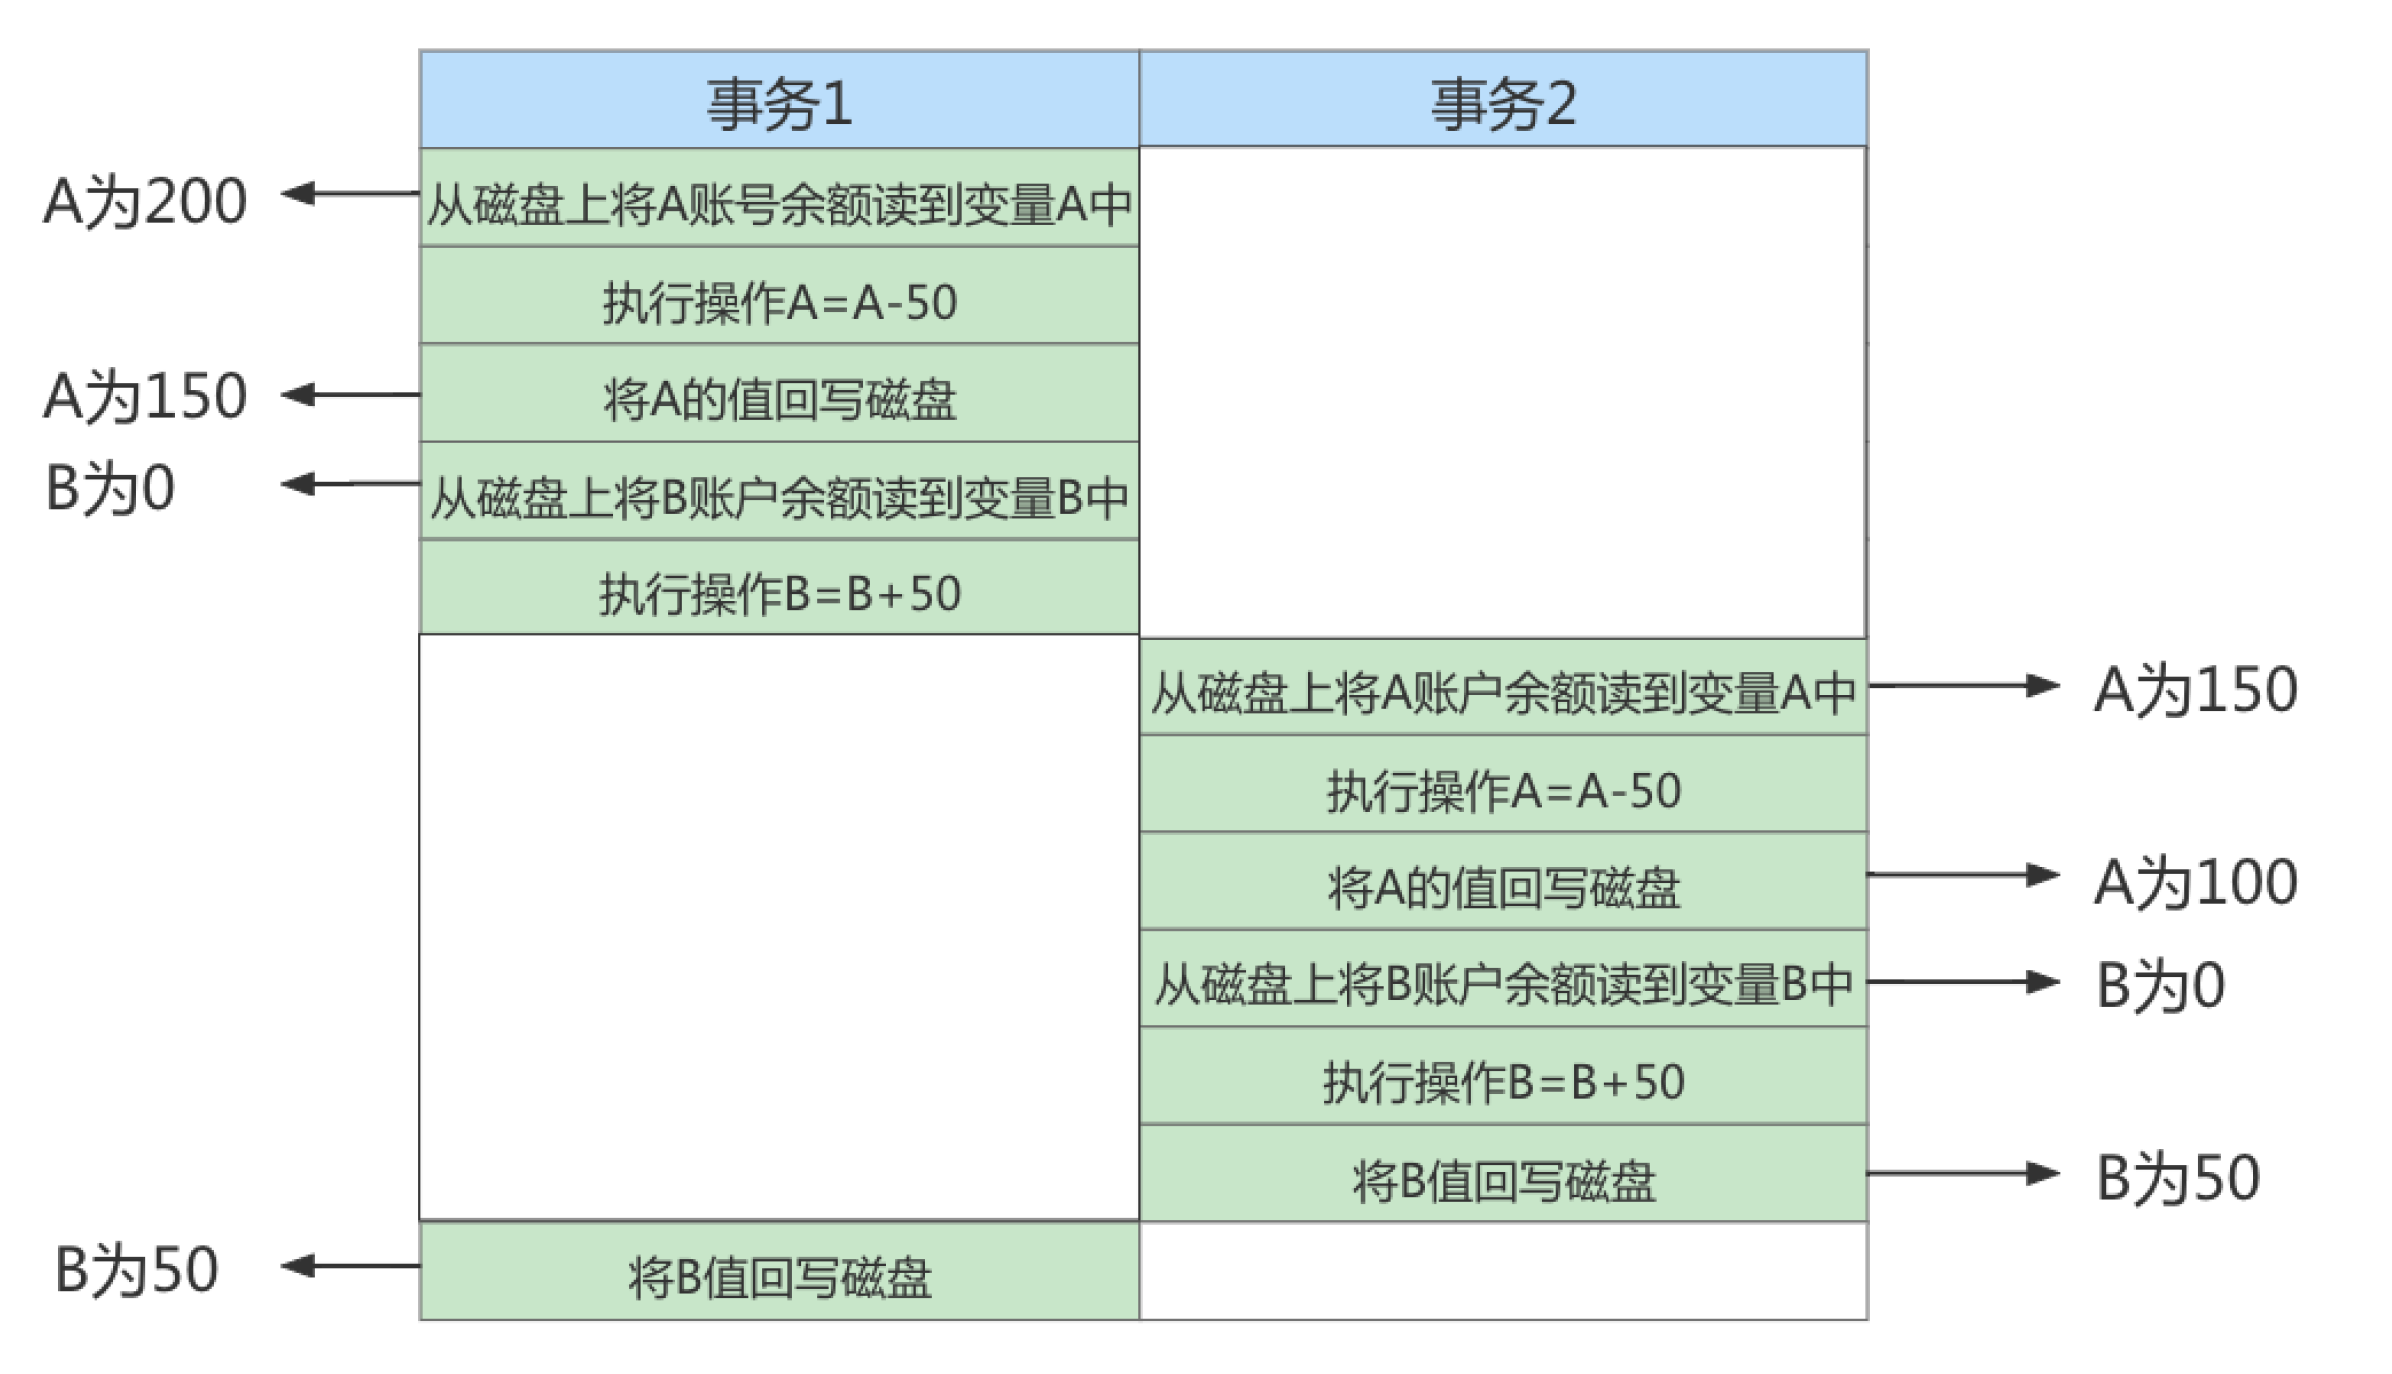 事务1
事务2
A为200
从磁盘上将A账号余额读到变量A中
执行操作A=A-50
A为150
将A的值回写磁盘
B为0
从磁盘上将B账户余额读到变量B中
执行操作B=B+50
从磁盘上将A账户余额读到变量A中
A为150
执行操作A=A-50
将A的值回写磁盘
A为100
从磁盘上将B账户余额读到变量B中
B为0
执行操作B=B+50
将B值回写磁盘
B为50
B为50
将B值回写磁盘